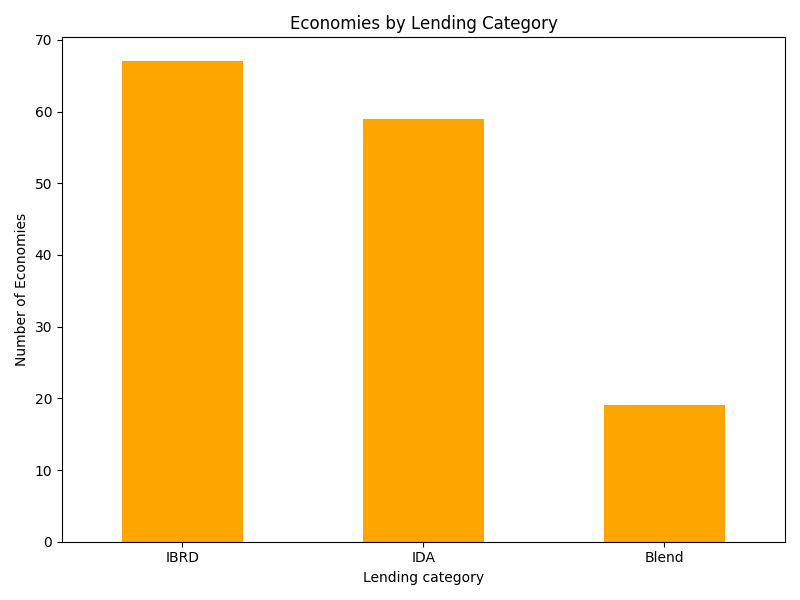 Economies by Lending Category
Number of Economies
70
60
50
40
30
20
10
0
IBRD
IDA
Blend
Lending category